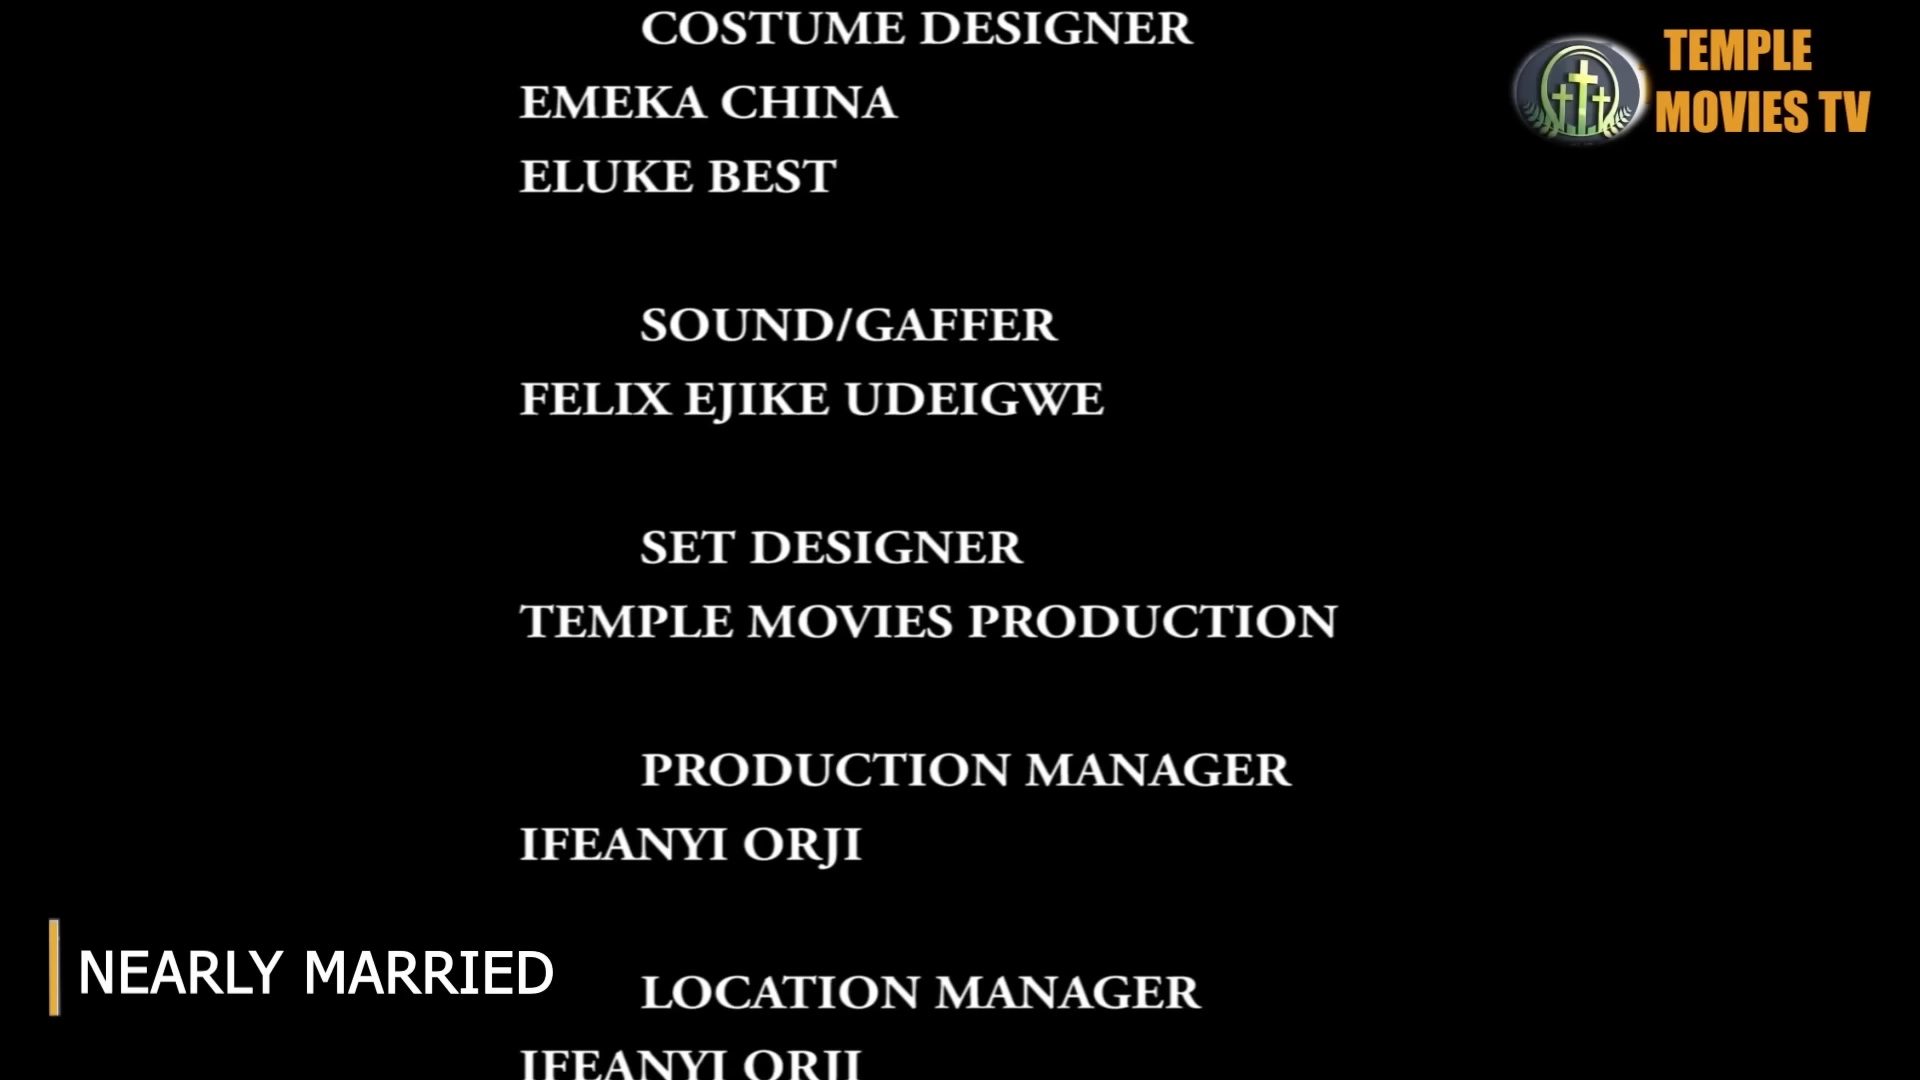 COSTUME DESIGNER
EMEKA CHINA
ELUKE BEST
SOUND/GAFFER
FELIX EJIKE UDEIGWE
SET DESIGNER
TEMPLE MOVIES PRODUCTION
PRODUCTION MANAGER
IFEANYI ORJI
LOCATION MANAGER
IFEANYI ORJI
TEMPLE
MOVIES TV
NEARLY MARRIED